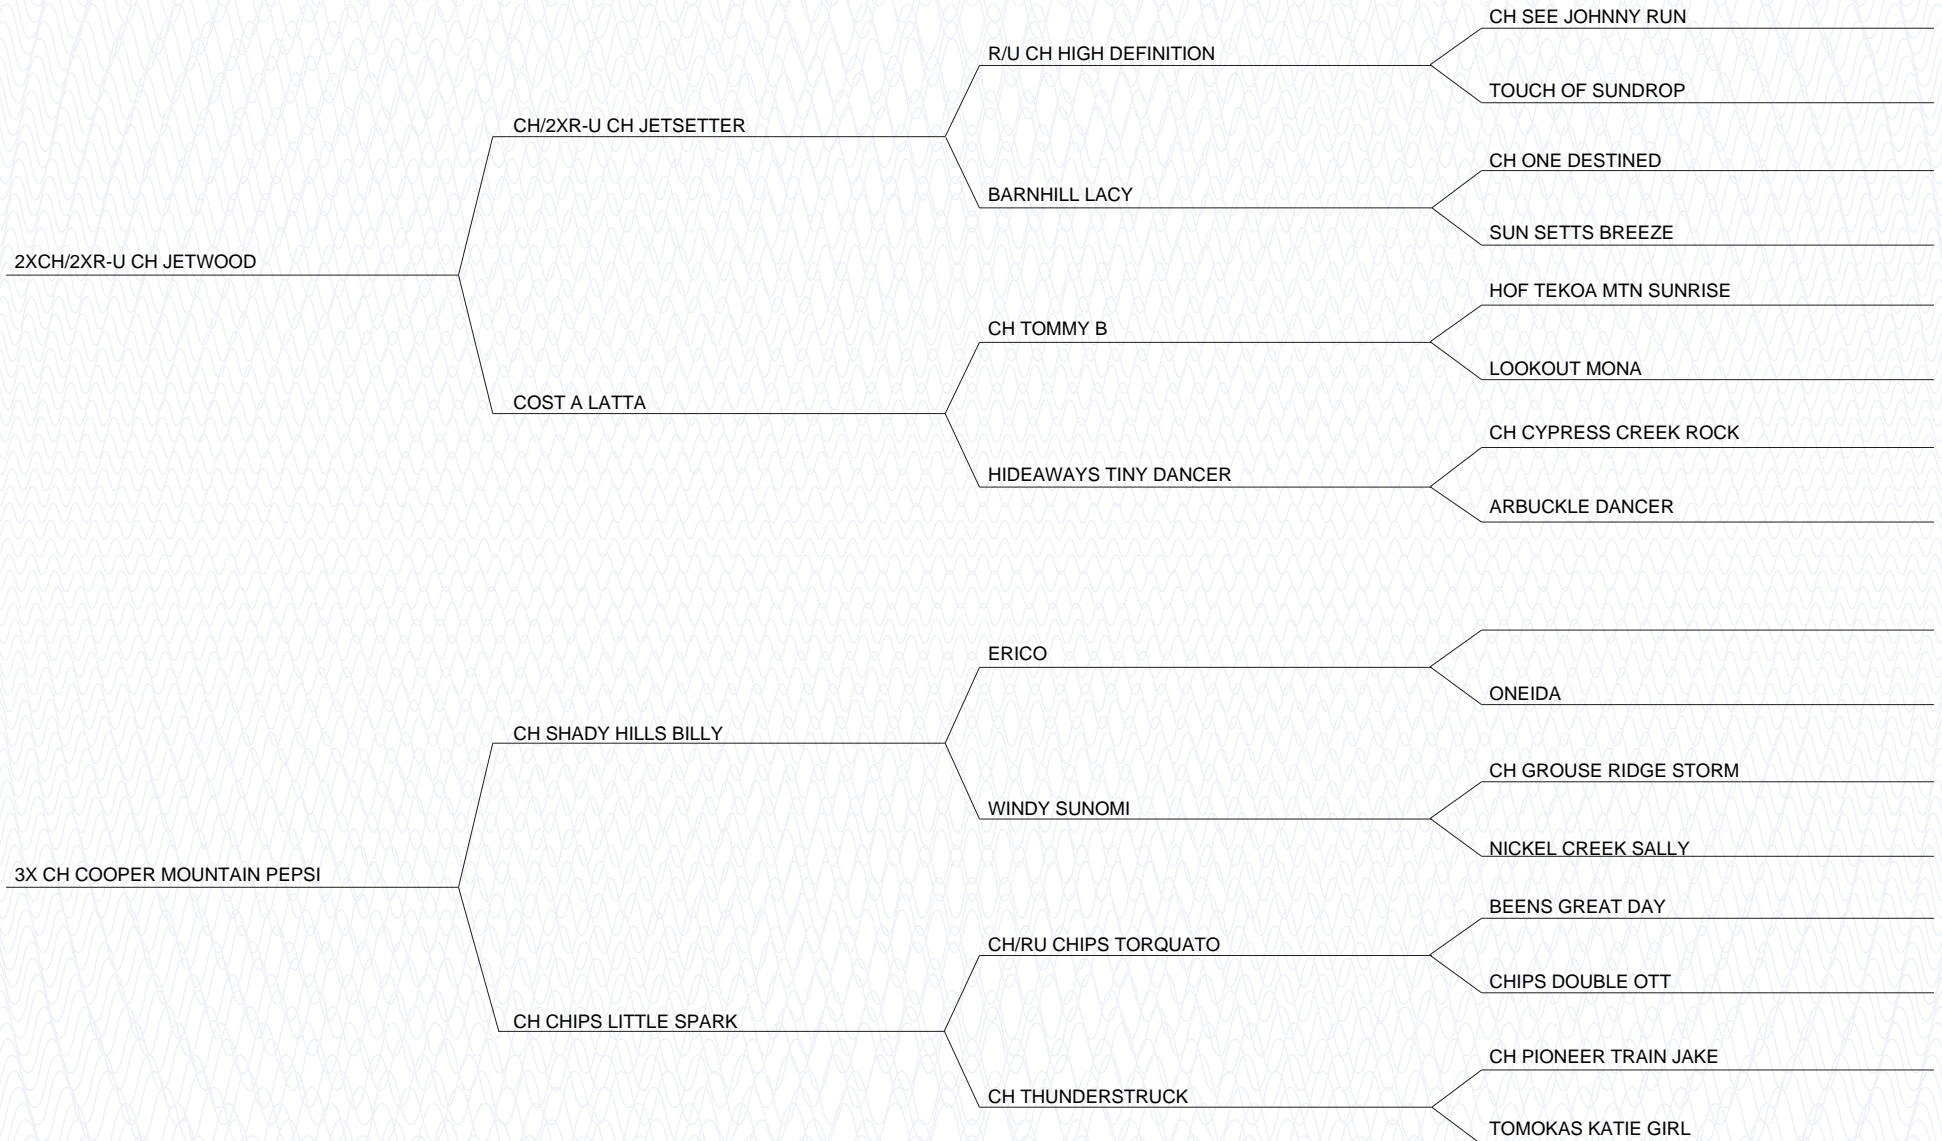 CH SEE JOHNNY RUN
R/U CH HIGH DEFINITION
TOUCH OF SUNDROP
CH/2XR-U CH JETSETTER
CH ONE DESTINED
BARNHILL LACY
SUN SETTS BREEZE
2XCH/2XR-U CH JETWOOD
HOF TEKOA MTN SUNRISE
CH TOMMY B
LOOKOUT MONA
COST A LATTA
CH CYPRESS CREEK ROCK
HIDEAWAYS TINY DANCER
ARBUCKLE DANCER
ERICO
ONEIDA
CH SHADY HILLS BILLY
CH GROUSE RIDGE STORM
WINDY SUNOMI
NICKEL CREEK SALLY
3X CH COOPER MOUNTAIN PEPSI
BEENS GREAT DAY
CH/RU CHIPS TORQUATO
CHIPS DOUBLE OTT
CH CHIPS LITTLE SPARK
CH PIONEER TRAIN JAKE
CH THUNDERSTRUCK
TOMOKAS KATIE GIRL